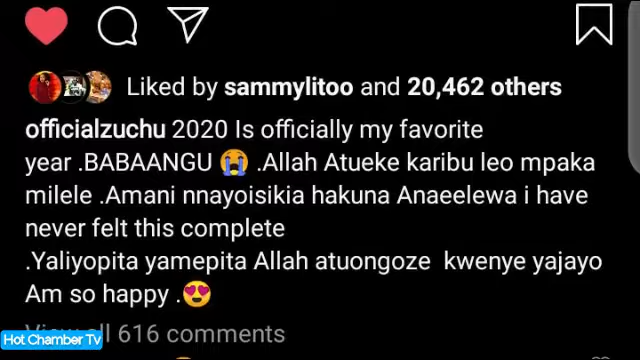 Liked by sammylitoo and 20,462 others
officialzuchu 2020 Is officially my favorite
year .BABAANGU 😭 .Allah Atueke karibu leo mpaka
milele .Amani nnayoisikia hakuna Anaeelewa i have
never felt this complete
.Yaliyopita yamepita Allah atuongoze kwenye yajayo
Am so happy .😍
View all 616 comments
Hot Chamber Tv